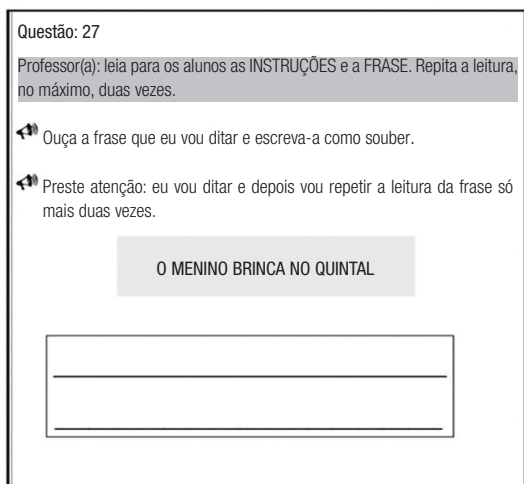 Questão: 27
Professor(a): leia para os alunos as INSTRUÇÕES e a FRASE. Repita a leitura,
no máximo, duas vezes.
Ouça a frase que eu vou ditar e escreva-a como souber.
Preste atenção: eu vou ditar e depois vou repetir a leitura da frase só
mais duas vezes.
O MENINO BRINCA NO QUINTAL